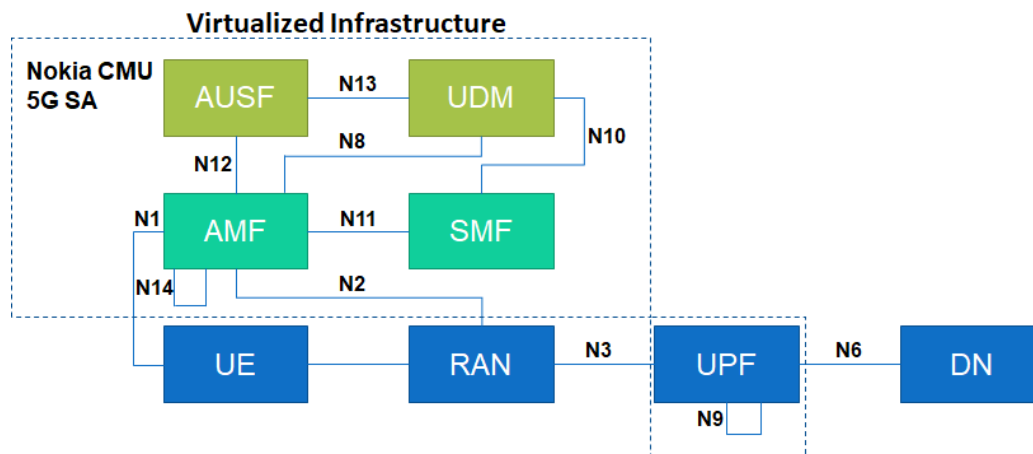 Virtualized Infrastructure
Nokia CMU
5G SA
AUSF
N13
UDM
N8
N10
N12
N1
AMF
N11
SMF
N14
N2
UE
RAN
N3
UPF
N6
DN
N9